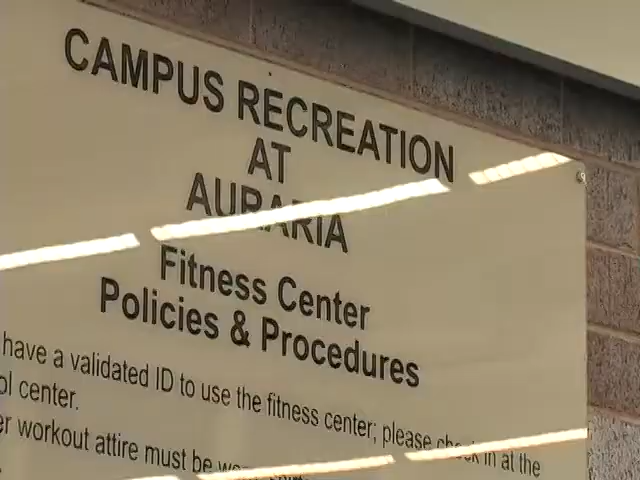 CAMPUS RECREATION
AT
AURARIA
Fitness Center
Policies & Procedures
have a validated ID to use the fitness center; please check in at the
ol center.
er workout attire must be